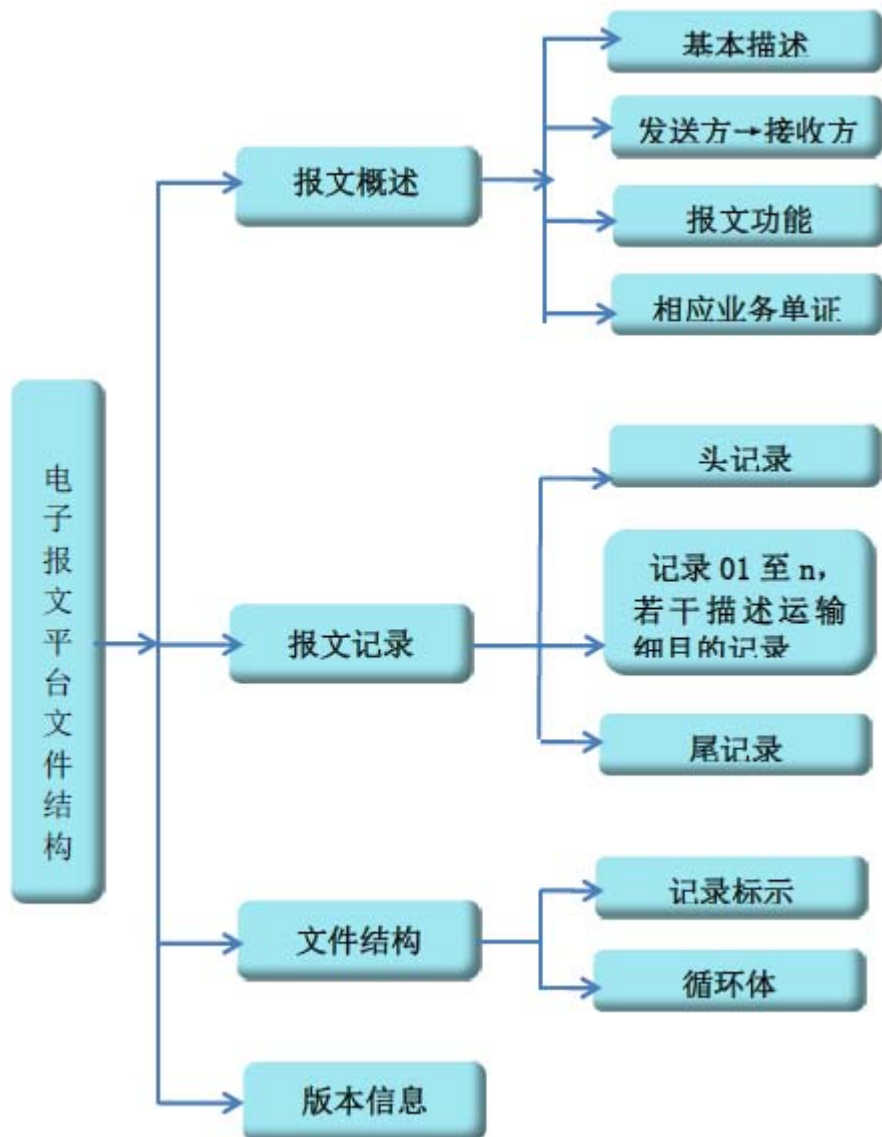 电子报文平台文件结构
报文概述
基本描述
发送方→接收方
报文功能
相应业务单证
报文记录
头记录
记录 01 至 n，
若干描述运输
细目的记录
尾记录
文件结构
记录标示
循环体
版本信息